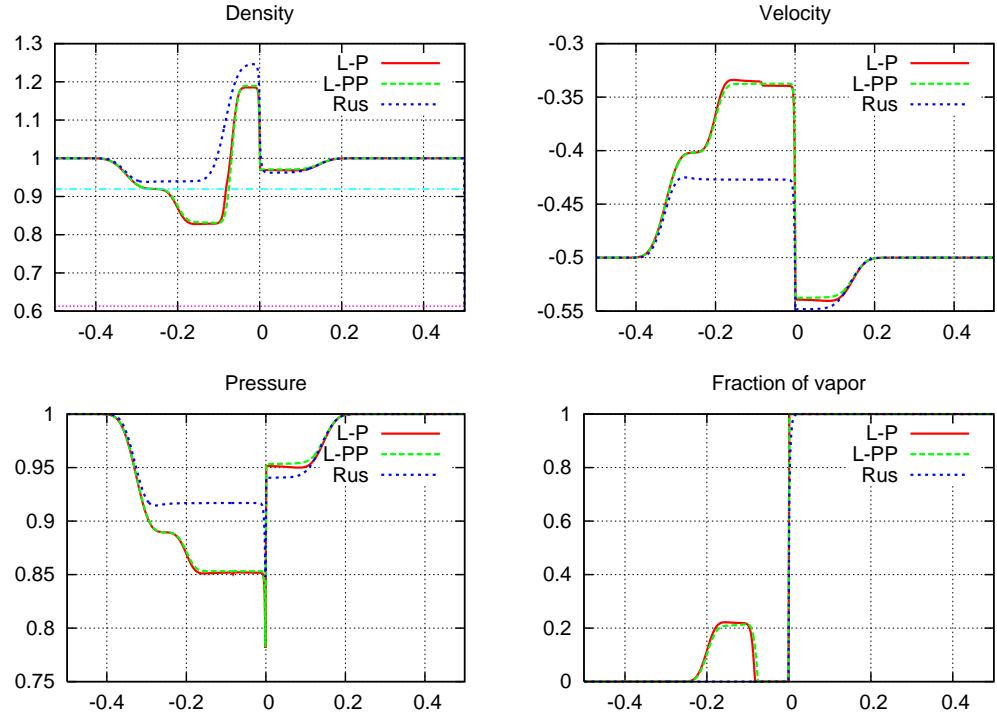 Density
1.3
1.2
1.1
1
0.9
0.8
0.7
0.6
-0.4
-0.2
0
0.2
0.4
L-P
L-PP
Rus
Velocity
-0.3
-0.35
-0.4
-0.45
-0.5
-0.55
-0.4
-0.2
0
0.2
0.4
L-P
L-PP
Rus
Pressure
1
0.95
0.9
0.85
0.8
0.75
-0.4
-0.2
0
0.2
0.4
L-P
L-PP
Rus
Fraction of vapor
1
0.8
0.6
0.4
0.2
0
-0.4
-0.2
0
0.2
0.4
L-P
L-PP
Rus